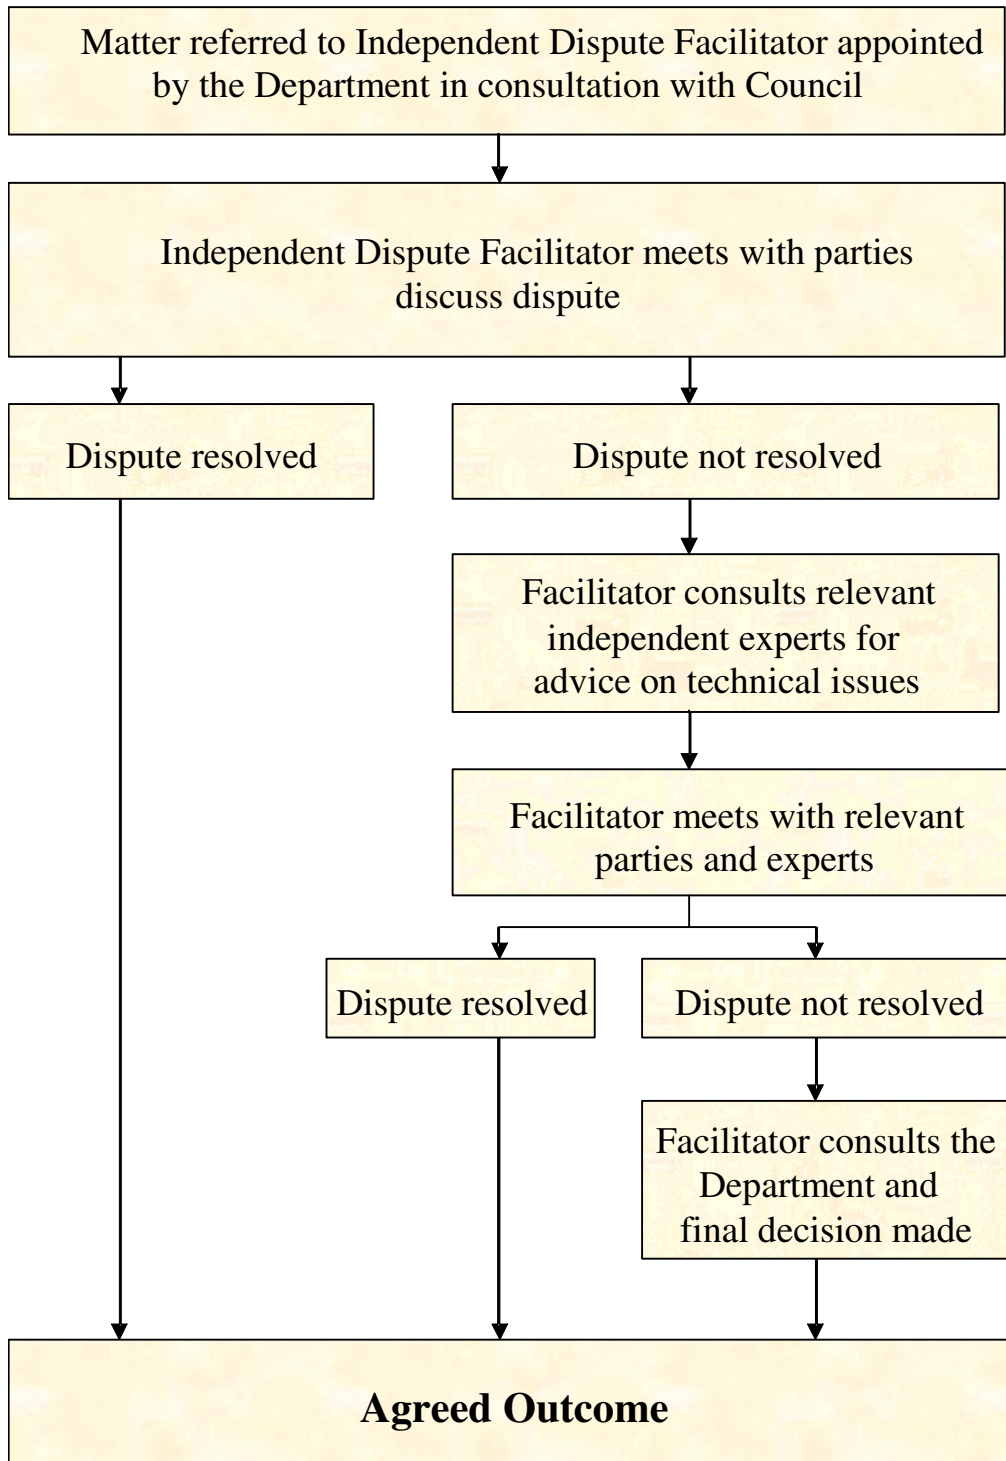 Matter referred to Independent Dispute Facilitator appointed
by the Department in consultation with Council
Independent Dispute Facilitator meets with parties
discuss dispute
Dispute resolved
Dispute not resolved
Facilitator consults relevant
independent experts for
advice on technical issues
Facilitator meets with relevant
parties and experts
Dispute resolved
Dispute not resolved
Facilitator consults the
Department and
final decision made
Agreed Outcome